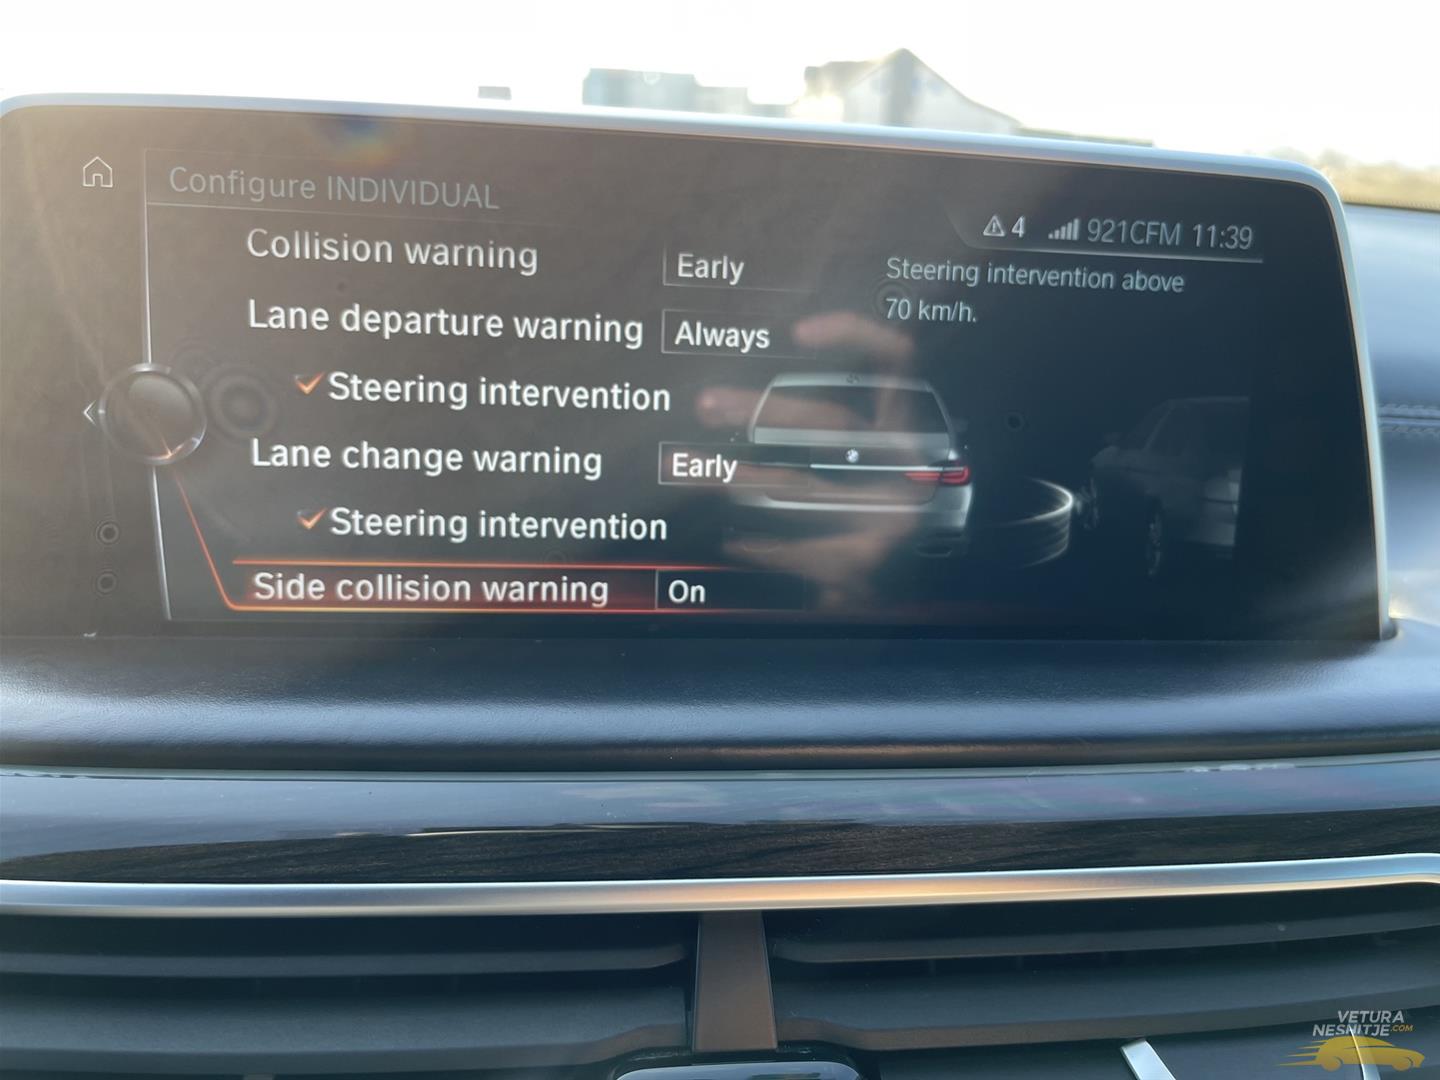 Configure INDIVIDUAL
4 921CFM 11:39
Collision warning Early
Lane departure warning Always
Steering intervention
Lane change warning Early
Steering intervention
Side collision warning On
Steering intervention above
70 km/h.
VETURA
NESHITJE.COM